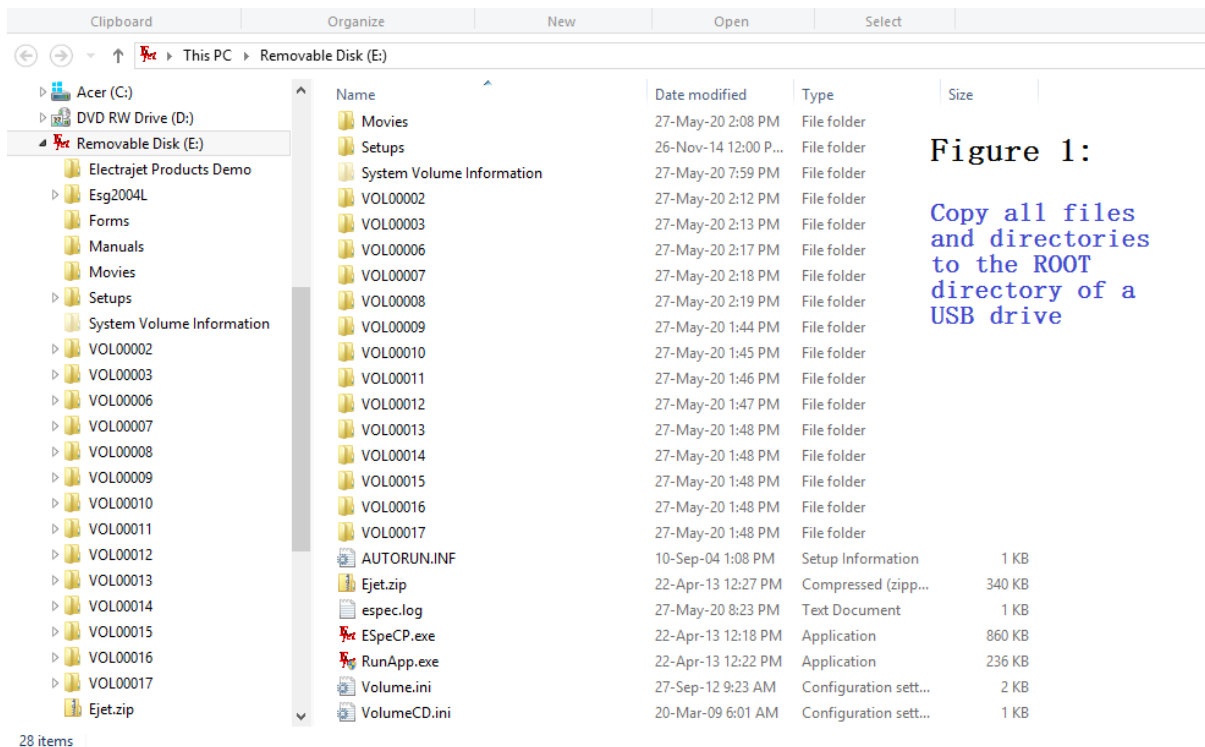 Clipboard Organize New Open Select
This PC Removable Disk (E:)
Acer (C:)
DVD RW Drive (D:)
Removable Disk (E:)
Electrajet Products Demo
Esg2004L
Forms
Manuals
Movies
Setups
System Volume Information
VOL00002
VOL00003
VOL00006
VOL00007
VOL00008
VOL00009
VOL00010
VOL00011
VOL00012
VOL00013
VOL00014
VOL00015
VOL00016
VOL00017
Ejet.zip
Name Date modified Type Size
Movies 27-May-20 2:08 PM File folder
Setups 26-Nov-14 12:00 P... File folder
System Volume Information 27-May-20 7:59 PM File folder
VOL00002 27-May-20 2:12 PM File folder
VOL00003 27-May-20 2:13 PM File folder
VOL00006 27-May-20 2:17 PM File folder
VOL00007 27-May-20 2:18 PM File folder
VOL00008 27-May-20 2:19 PM File folder
VOL00009 27-May-20 1:44 PM File folder
VOL00010 27-May-20 1:45 PM File folder
VOL00011 27-May-20 1:46 PM File folder
VOL00012 27-May-20 1:47 PM File folder
VOL00013 27-May-20 1:48 PM File folder
VOL00014 27-May-20 1:48 PM File folder
VOL00015 27-May-20 1:48 PM File folder
VOL00016 27-May-20 1:48 PM File folder
VOL00017 27-May-20 1:48 PM File folder
AUTORUN.INF 10-Sep-04 1:08 PM Setup Information 1 KB
Ejet.zip 22-Apr-13 12:27 PM Compressed (zipp... 340 KB
espec.log 27-May-20 8:23 PM Text Document 1 KB
ESpeCP.exe 22-Apr-13 12:18 PM Application 860 KB
RunApp.exe 22-Apr-13 12:22 PM Application 236 KB
Volume.ini 27-Sep-12 9:23 AM Configuration sett... 2 KB
VolumeCD.ini 20-Mar-09 6:01 AM Configuration sett... 1 KB
Figure 1:
Copy all files
and directories
to the ROOT
directory of a
USB drive
28 items